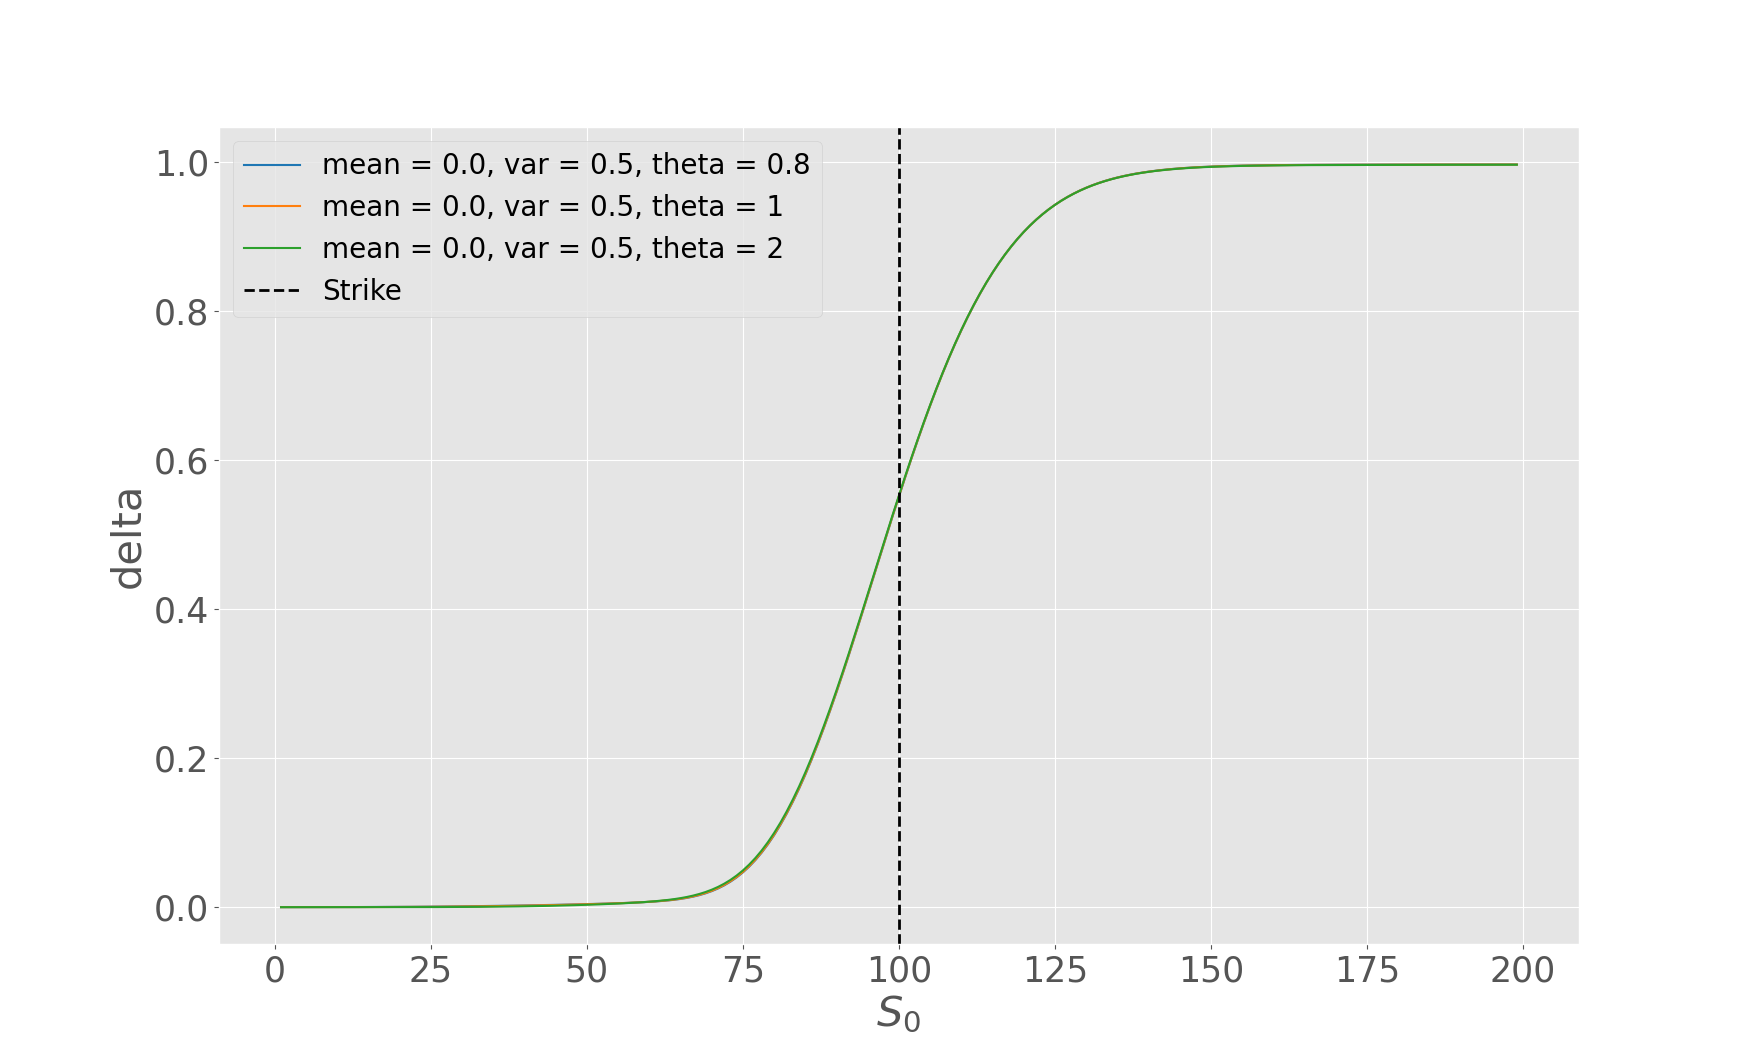 mean = 0.0, var = 0.5, theta = 0.8
mean = 0.0, var = 0.5, theta = 1
mean = 0.0, var = 0.5, theta = 2
Strike
1.0
0.8
0.6
0.4
0.2
0.0
delta
0 25 50 75 100 125 150 175 200
S₀